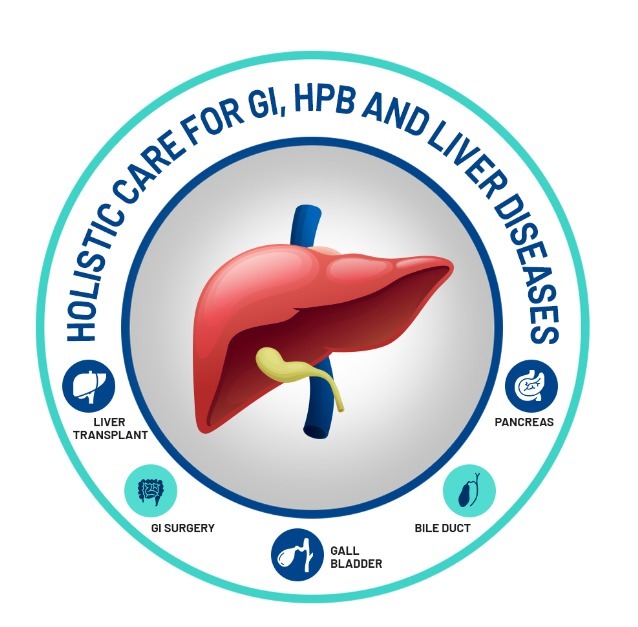 HOLISTIC CARE FOR GI, HPB AND LIVER DISEASES
LIVER
TRANSPLANT
PANCREAS
GI SURGERY
BILE DUCT
GALL
BLADDER